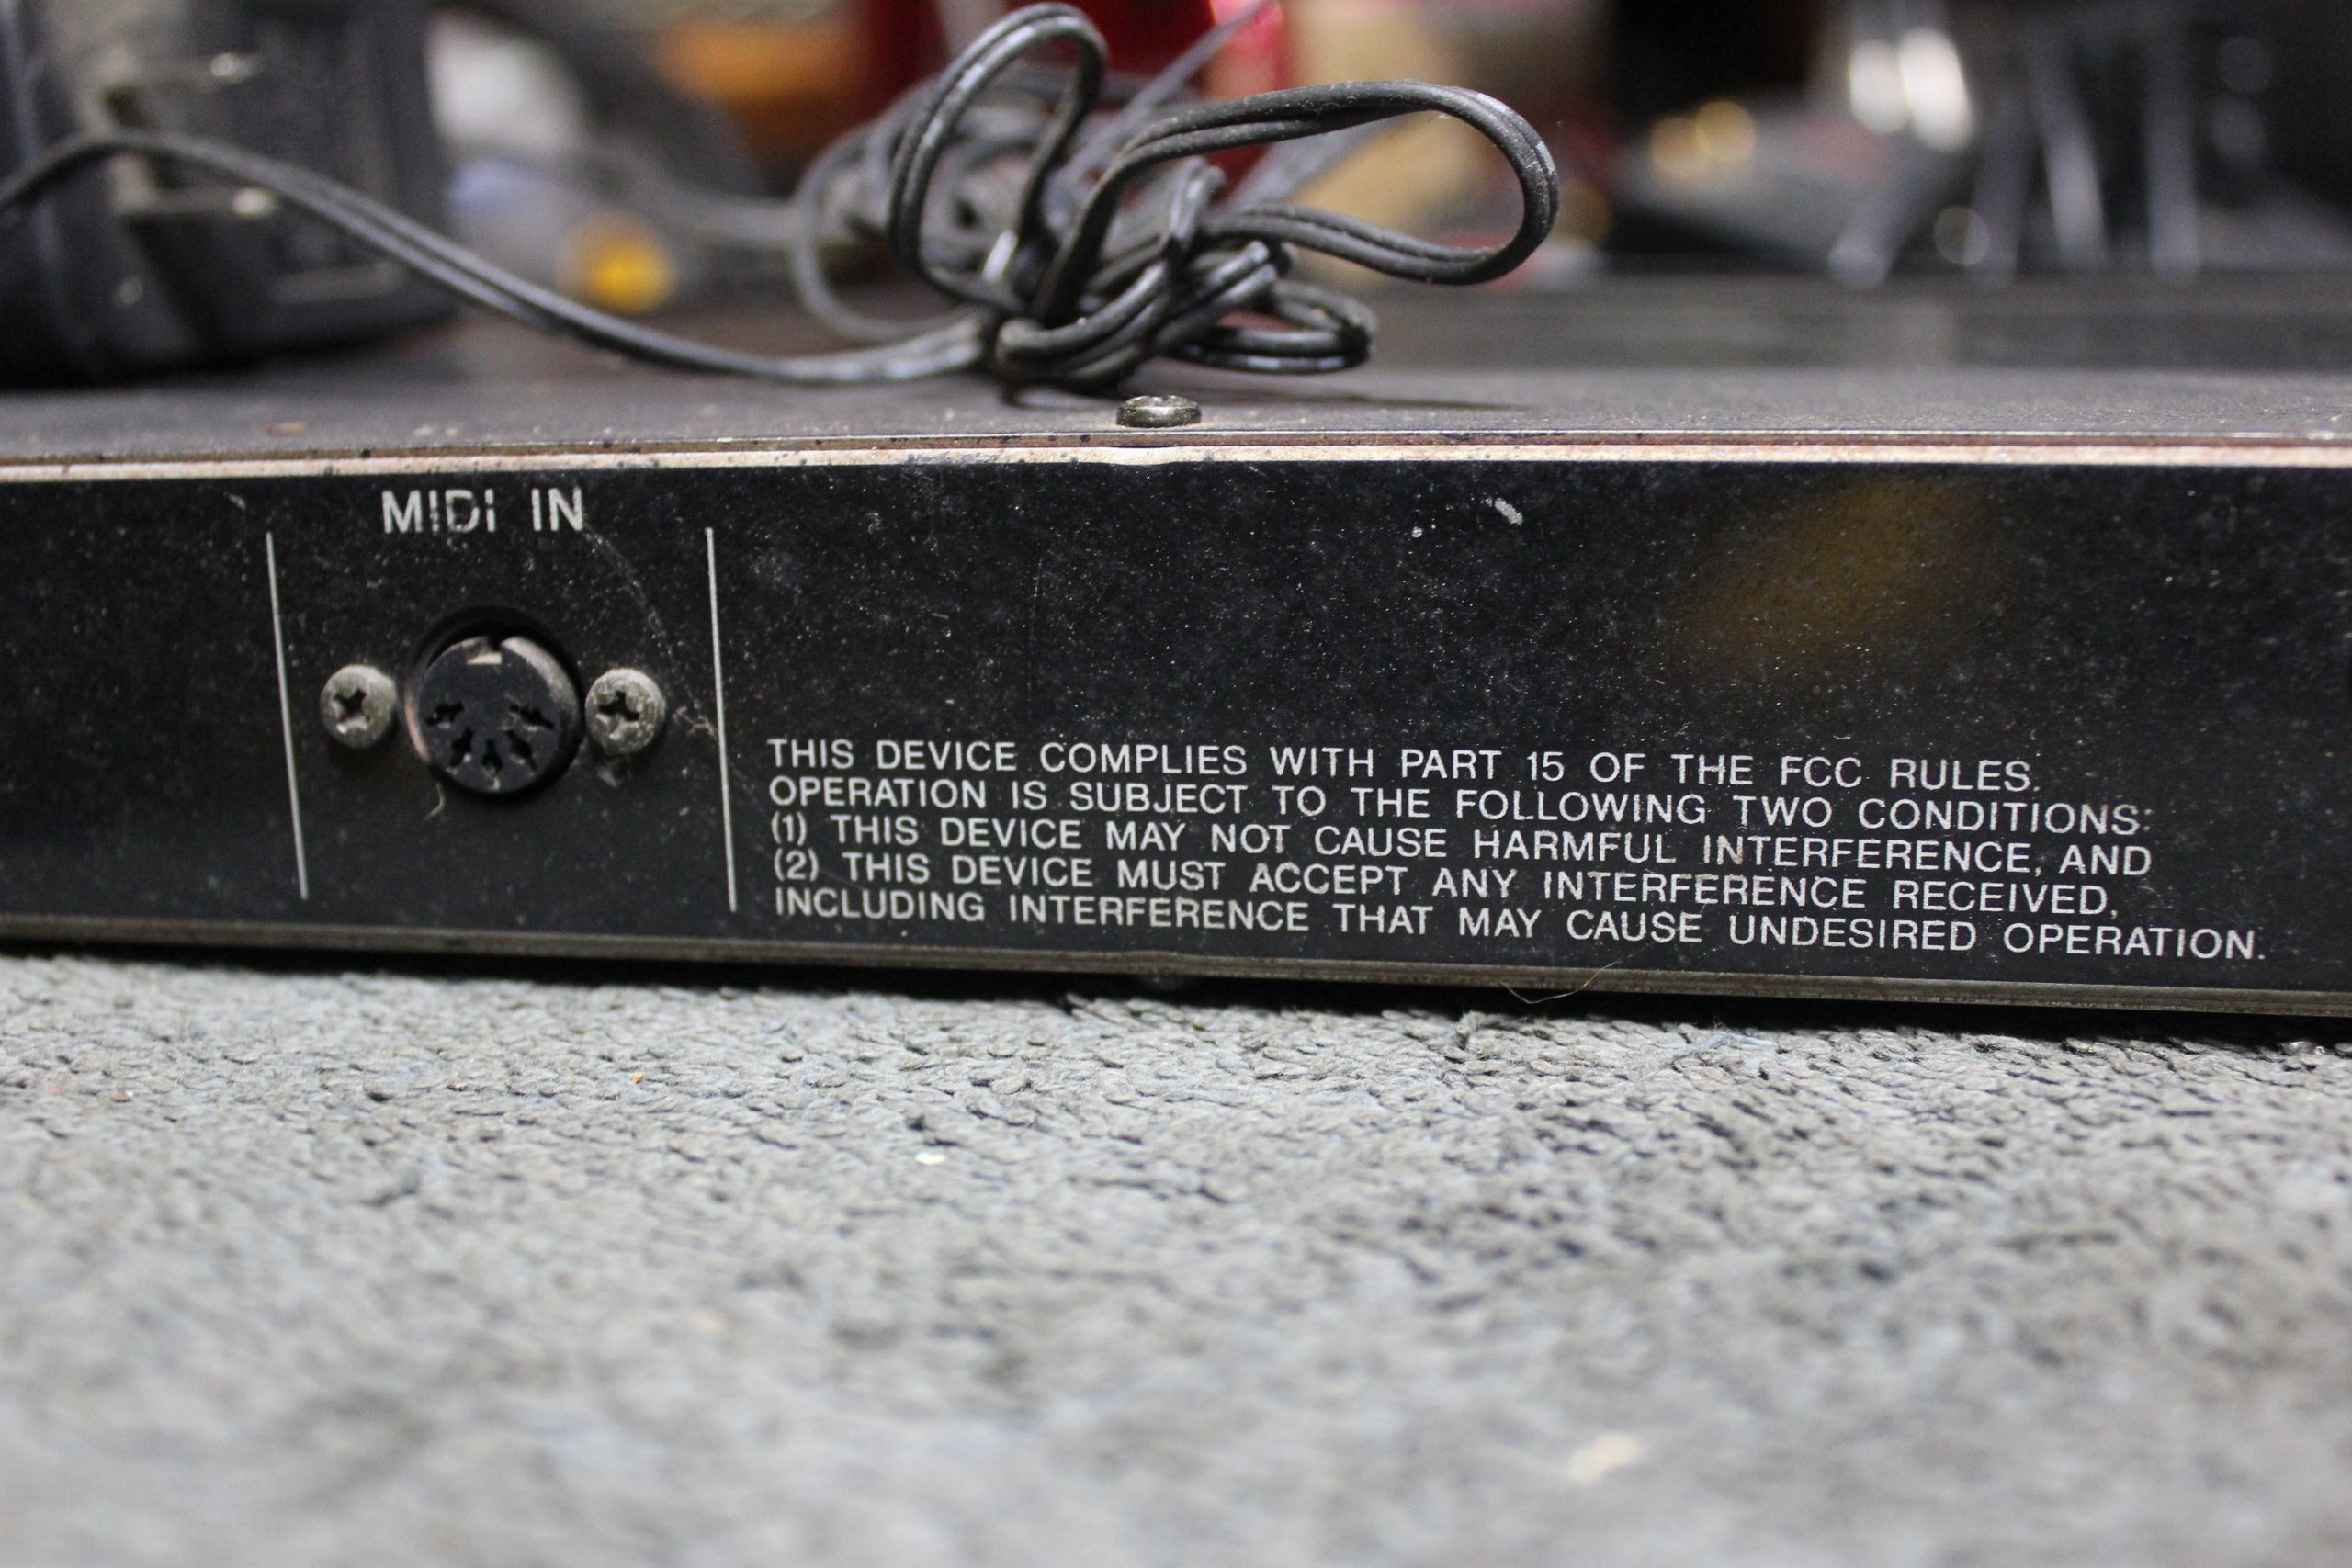 MIDI IN
THIS DEVICE COMPLIES WITH PART 15 OF THE FCC RULES.
OPERATION IS SUBJECT TO THE FOLLOWING TWO CONDITIONS:
(1) THIS DEVICE MAY NOT CAUSE HARMFUL INTERFERENCE, AND
(2) THIS DEVICE MUST ACCEPT ANY INTERFERENCE RECEIVED,
INCLUDING INTERFERENCE THAT MAY CAUSE UNDESIRED OPERATION.